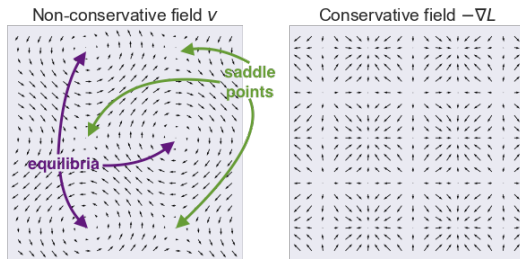 Non-conservative field v
Conservative field −∇L
saddle
points
equilibria